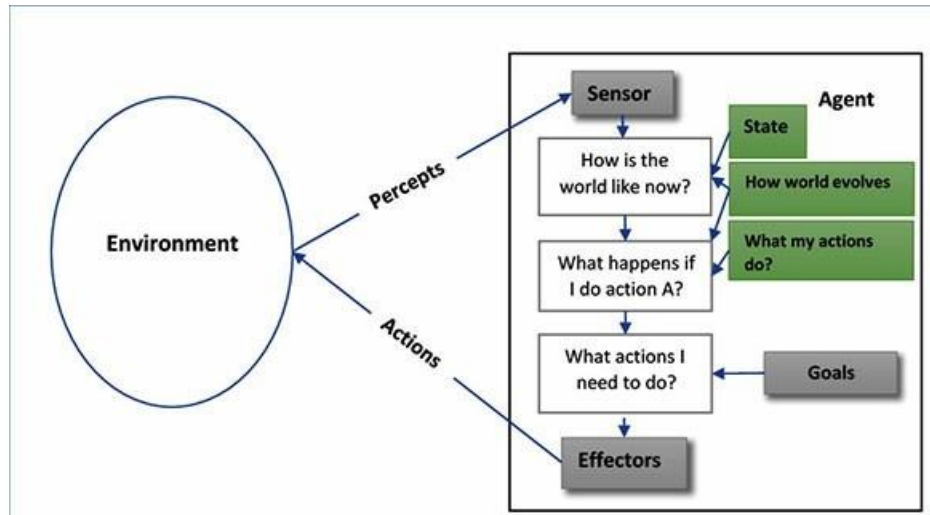 Sensor
Agent
State
How is the
world like now?
How world evolves
Percepts
Environment
What my actions
do?
What happens if
I do action A?
Actions
What actions I
need to do?
Goals
Effectors